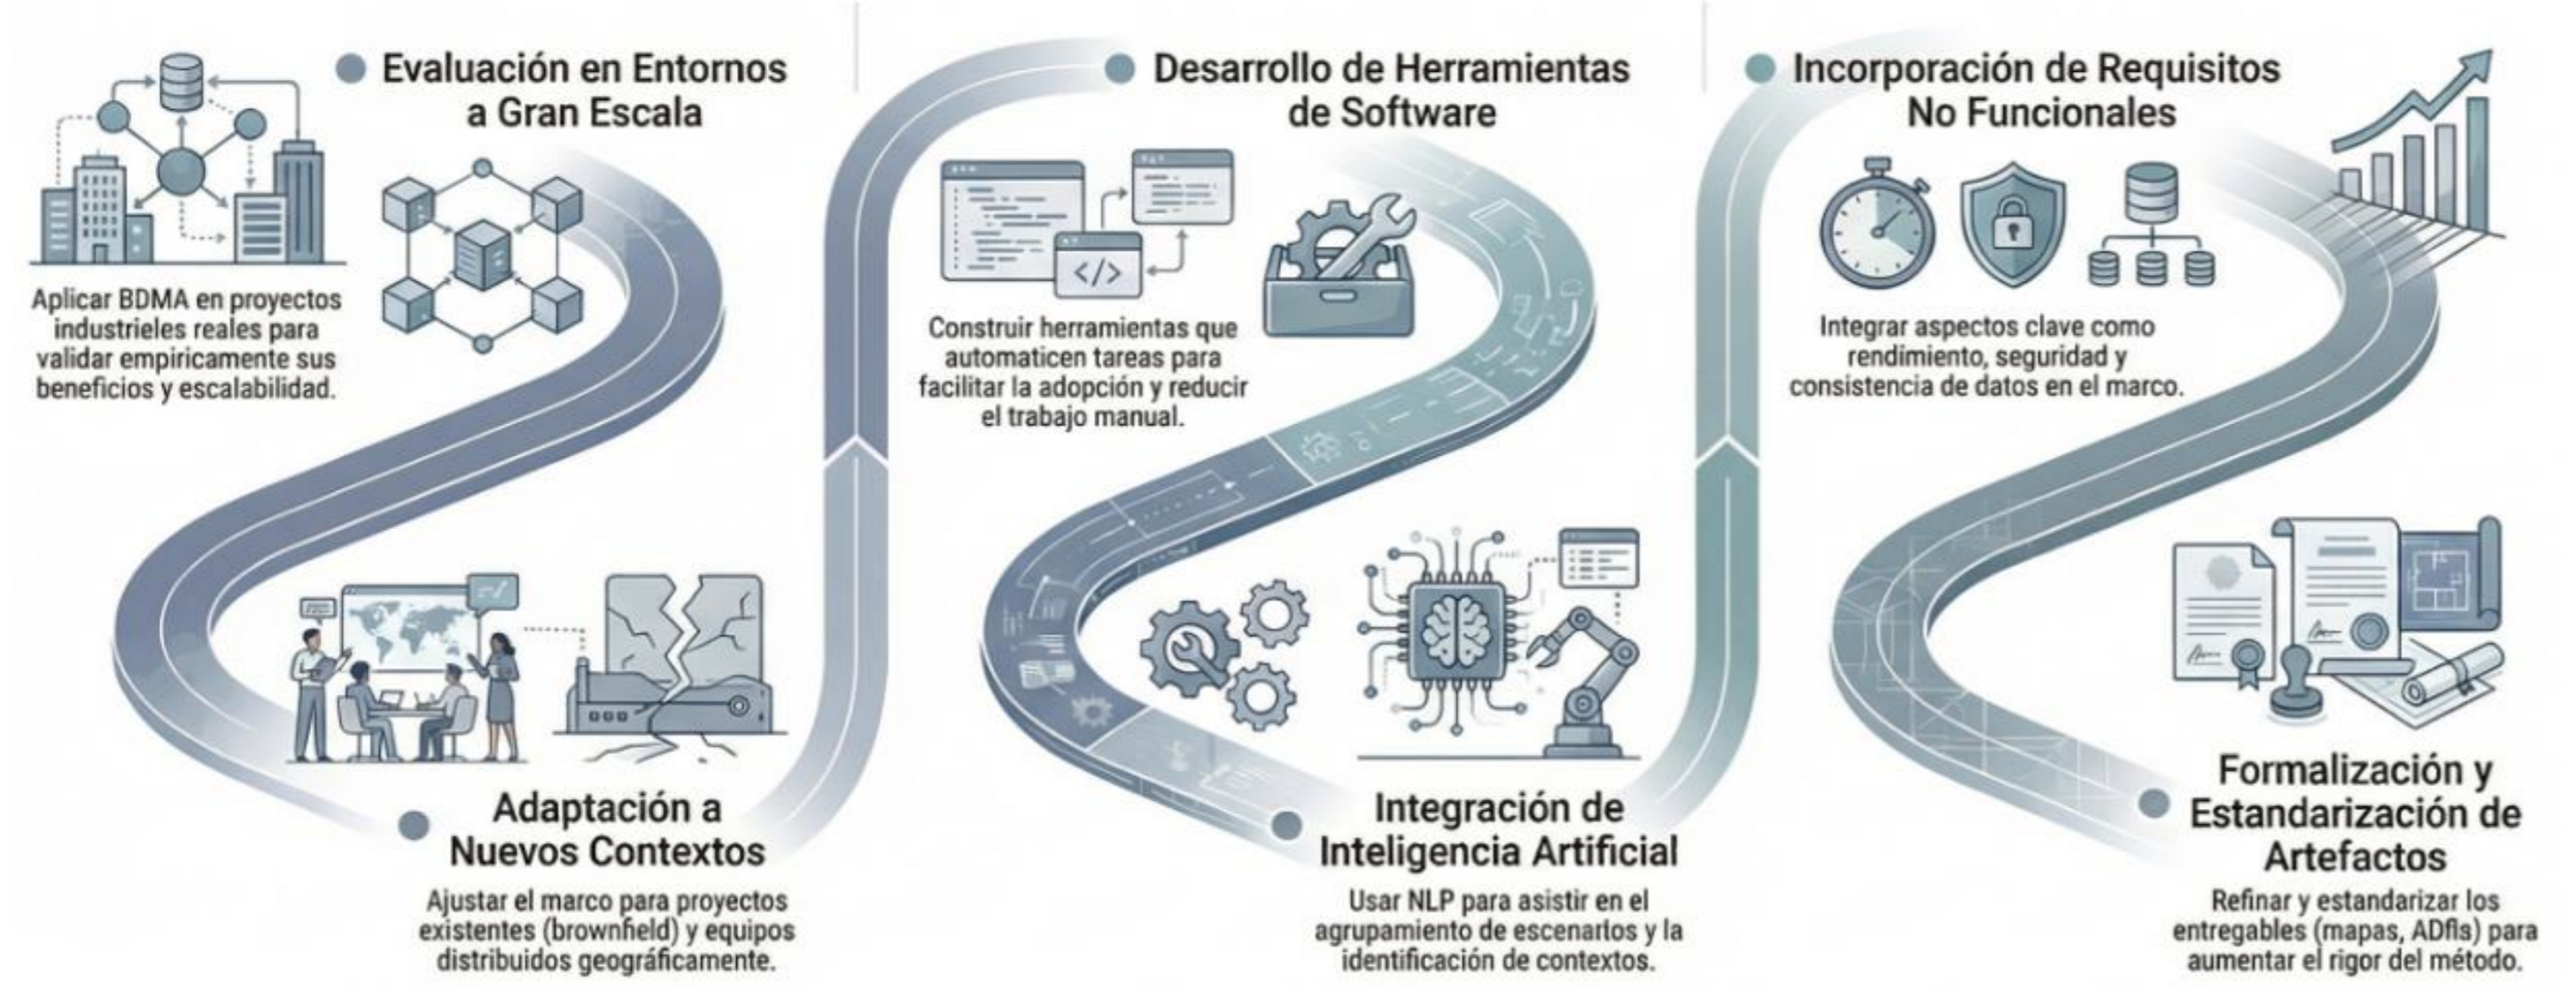 Evaluación en Entornos
a Gran Escala
Aplicar BDMA en proyectos
industrieles reales para
validar empíricamente sus
beneficios y escalabilidad.
Adaptación a
Nuevos Contextos
Ajustar el marco para proyectos
existentes (brownfield) y equipos
distribuidos geográficamente.
Desarrollo de Herramientas
de Software
</>
Construir herramientas que
automaticen tareas para
facilitar la adopción y reducir
el trabajo manual.
Integración de
Inteligencia Artificial
Usar NLP para asistir en el
agrupamiento de escenartos y la
identificación de contextos.
Incorporación de Requisitos
No Funcionales
Integrar aspectos clave como
rendimiento, seguridad y
consistencia de datos en el marco.
Formalización y
Estandarización de
Artefactos
Refinar y estandarizar los
entregables (mapas, ADfls) para
aumentar el rigor del método.